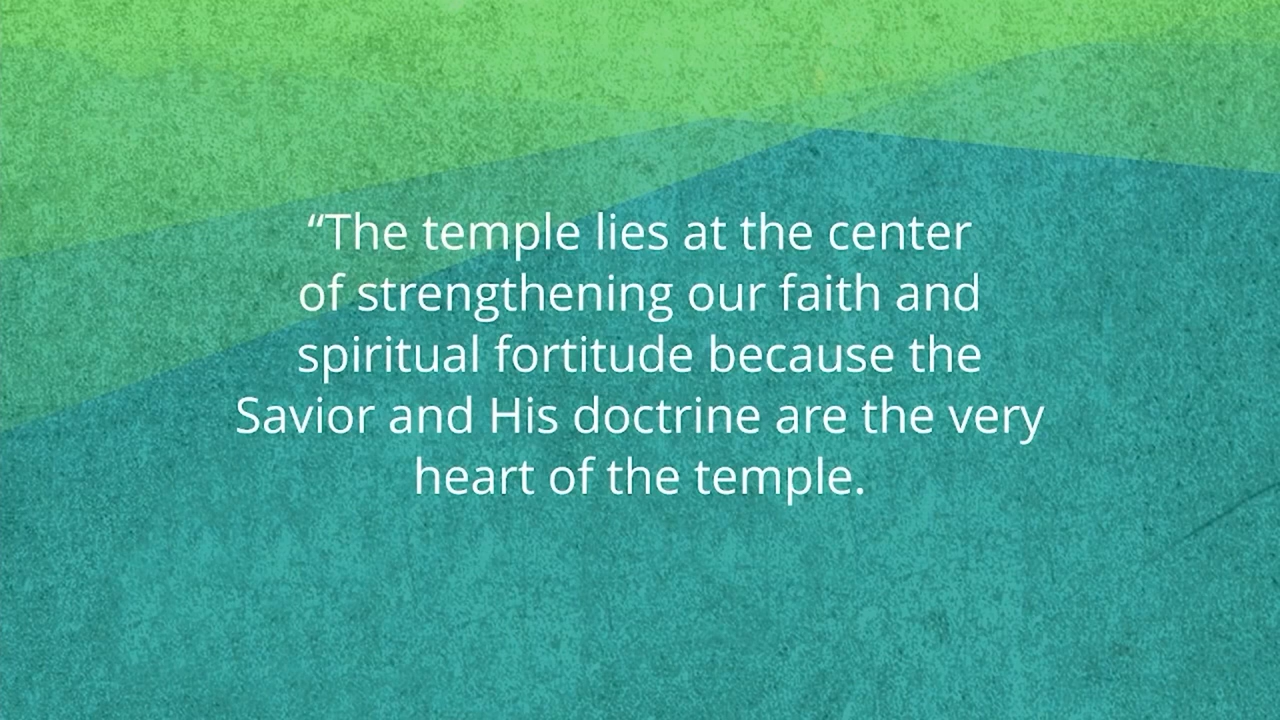 “The temple lies at the center
of strengthening our faith and
spiritual fortitude because the
Savior and His doctrine are the very
heart of the temple.